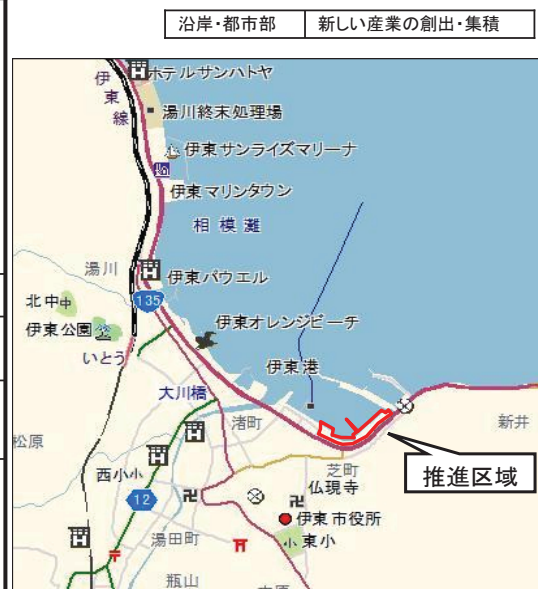 沿岸・都市部 新しい産業の創出・集積
ホテルサンハトヤ
伊東線
湯川終末処理場
伊東サンライズマリーナ
伊東マリンタウン
相模灘
湯川
伊東パウエル
北中
中
135
伊東公園
伊東オレンジビーチ
いとう
伊東港
大川橋
渚町
新井
松原
芝町
推進区域
西小
小
仏現寺
12
伊東市役所
湯田町
小
東小
瓶山